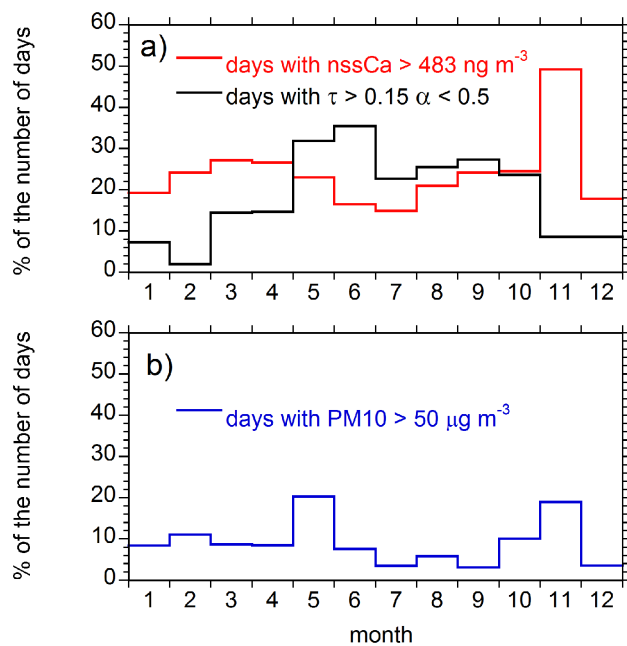 a)
days with nssCa > 483 ng m⁻³
days with τ > 0.15 α < 0.5
% of the number of days
60
50
40
30
20
10
0
1 2 3 4 5 6 7 8 9 10 11 12
b)
days with PM10 > 50 μg m⁻³
% of the number of days
60
50
40
30
20
10
0
1 2 3 4 5 6 7 8 9 10 11 12
month